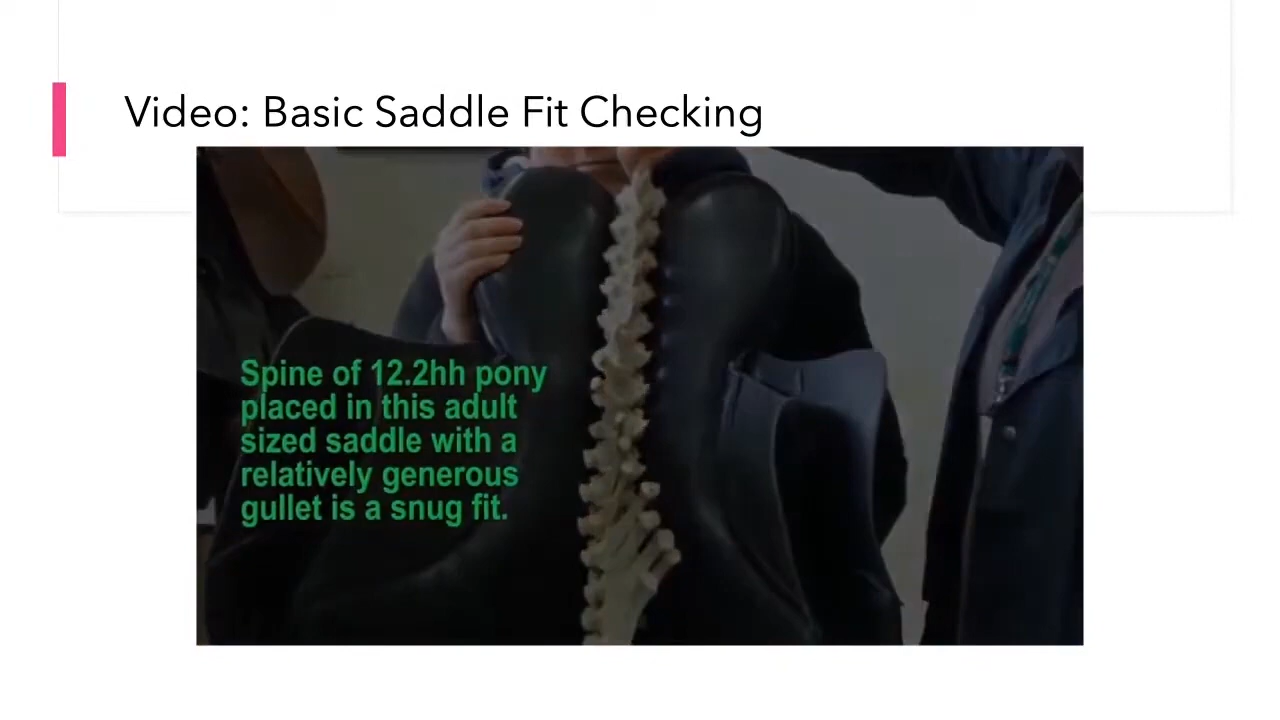 Video: Basic Saddle Fit Checking
Spine of 12.2hh pony
placed in this adult
sized saddle with a
relatively generous
gullet is a snug fit.